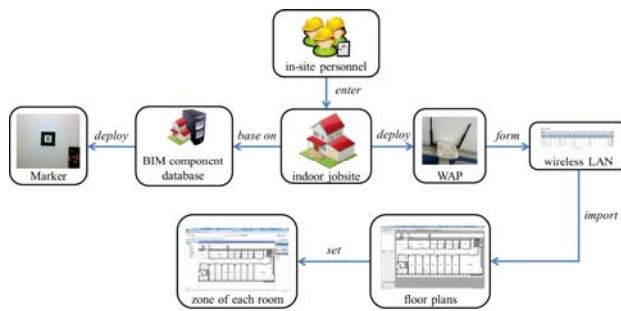 in-site personnel
enter
deploy
base on
deploy
form
Marker
BIM component
database
indoor jobsite
WAP
wireless LAN
import
set
zone of each room
floor plans